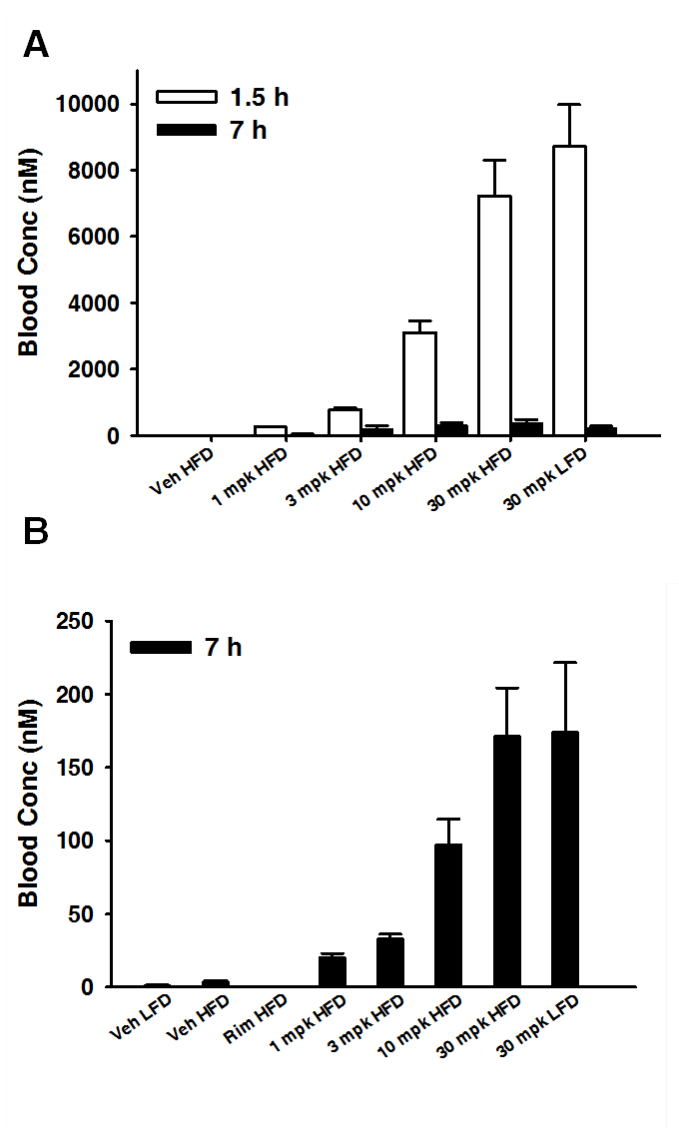 A
1.5 h
7 h
Blood Conc (nM)
10000
8000
6000
4000
2000
0
Veh HFD
1 mpk HFD
3 mpk HFD
10 mpk HFD
30 mpk HFD
30 mpk LFD
B
7 h
Blood Conc (nM)
250
200
150
100
50
0
Veh LFD
Veh HFD
Rim HFD
1 mpk HFD
3 mpk HFD
10 mpk HFD
30 mpk HFD
30 mpk LFD